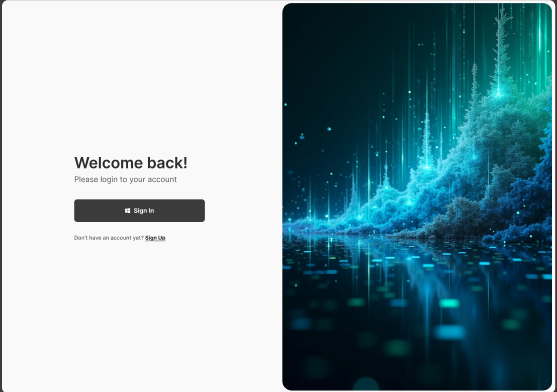 Welcome back!
Please login to your account
Sign In
Don't have an account yet? Sign Up